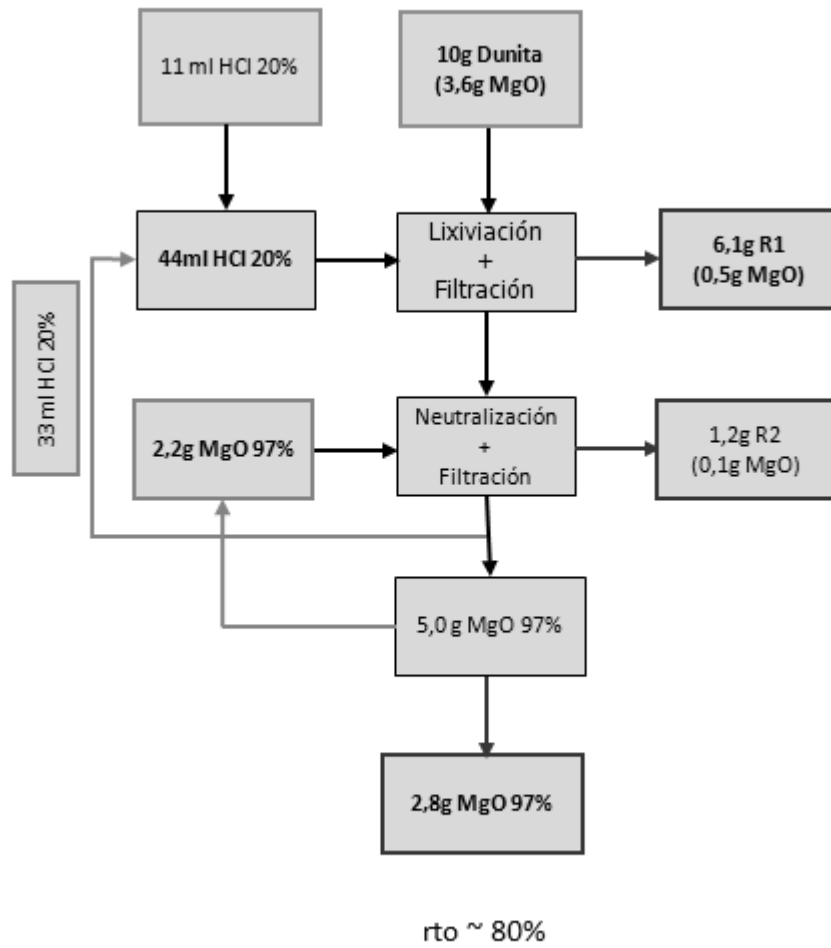 11 ml HCl 20%
10g Dunita
(3,6g MgO)
44ml HCl 20%
Lixiviación
+
Filtración
6,1g R1
(0,5g MgO)
33 ml HCl 20%
2,2g MgO 97%
Neutralización
+
Filtración
1,2g R2
(0,1g MgO)
5,0 g MgO 97%
2,8g MgO 97%
rto ~ 80%